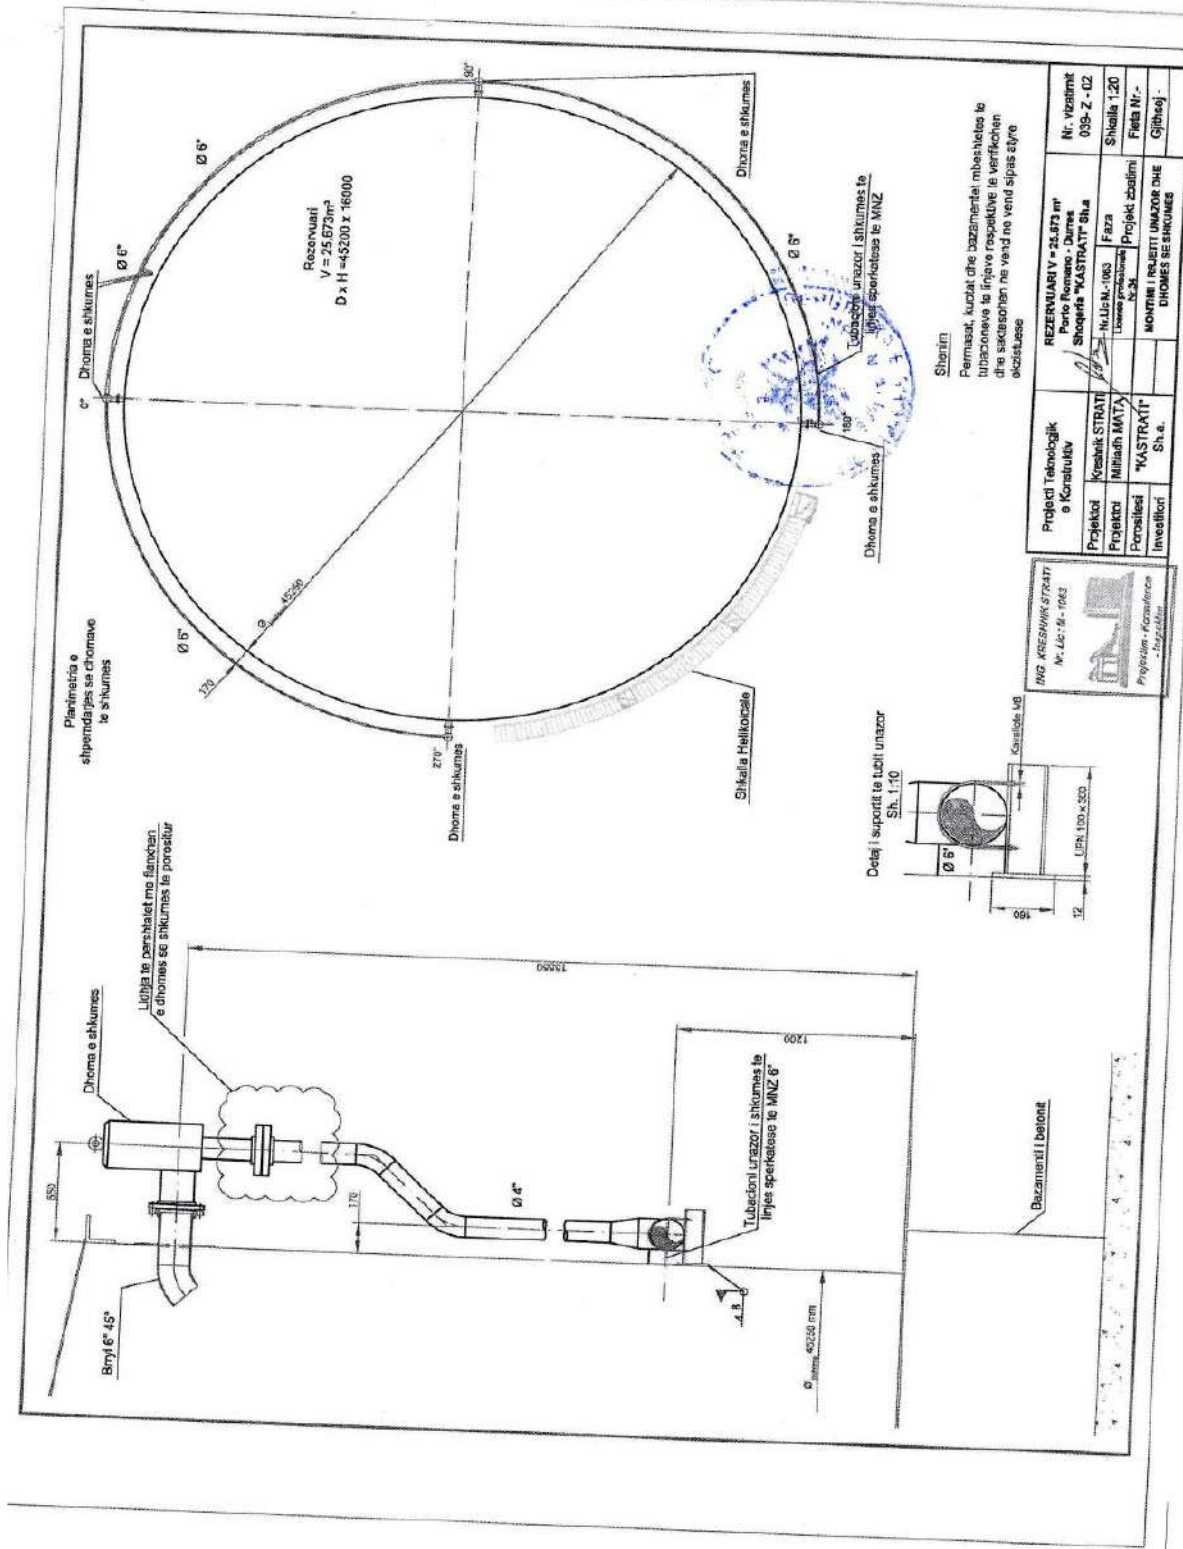 Planimetria e
shperndarjes se dhomave
te shkumes
Dhoma e shkumes
0°
Ø 6"
Ø 6"
90°
Rezervuari
V = 25.673m³
D x H =45200 x 16000
Ø 6"
170
270°
Dhoma e shkumes
Dhoma e shkumes
Ø 6"
Tubacioni unazor i shkumes te
linjes sperkatese te MNZ
180°
Dhoma e shkumes
Shkalla Helikoidale
Lidhja te pershtatet me flanxhen
e dhomes se shkumes te porositur
Dhoma e shkumes
550
Brryl 6" 45°
170
Ø 4"
Tubacioni unazor i shkumes te
linjes sperkatese te MNZ 6"
1200
Bazamenti i betonit
Detaj i suportit te tubit unazor
Sh. 1:10
Ø 6"
160
12
UPN 100 x 300
Shenim
Permasat, kuotat dhe bazamentet mbeshtetes te
tubacioneve te linjave respektive te verifikohen
dhe saktesohen ne vend ne vend sipas atyre
ekzistuese
ING. KRESHNIK STRATI
Nr. Lic : M - 1063
Projektim - Konsulence
Projekti Teknologjik
e Konstruktiv
REZERVUARI V = 25.673 m³
Porto Romano - Durres
Shoqeria "KASTRATI" Sh.a
Nr. vizatimit
039- Z - 02
Projektoi
Kreshnik STRATI
Nr.Lic M.-1063
Faza
Shkalla 1:20
Projektoi
Miltiadh MATA
Projekt zbatimi
Fleta Nr.-
Porositesi
Investitori
"KASTRATI"
Sh.a.
MONTIMI I RRJETIT UNAZOR DHE
DHOMES SE SHKUMES
Gjithsej -